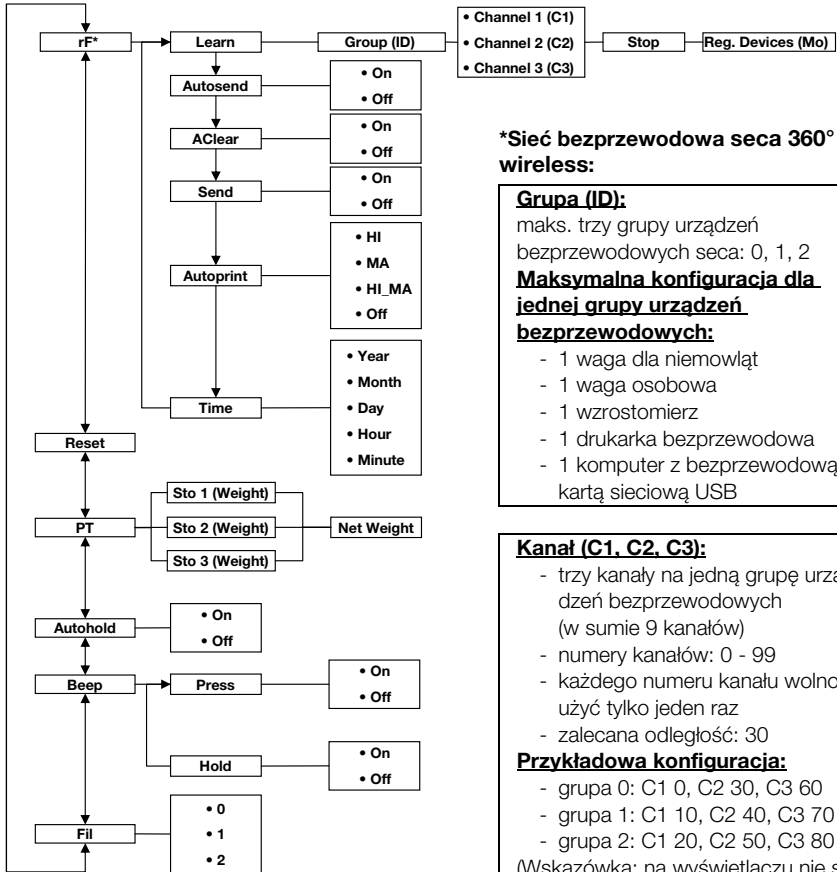 rF*
Learn
Group (ID)
• Channel 1 (C1)
• Channel 2 (C2)
• Channel 3 (C3)
Stop
Reg. Devices (Mo)
Autosend
• On
• Off
AClear
• On
• Off
Send
• On
• Off
Autoprint
• HI
• MA
• HI_MA
• Off
Time
• Year
• Month
• Day
• Hour
• Minute
Reset
PT
Sto 1 (Weight)
Sto 2 (Weight)
Sto 3 (Weight)
Net Weight
Autohold
• On
• Off
Beep
Press
• On
• Off
Hold
• On
• Off
Fil
• 0
• 1
• 2
*Sieć bezprzewodowa seca 360°
wireless:
Grupa (ID):
maks. trzy grupy urządzeń
bezprzewodowych seca: 0, 1, 2
Maksymalna konfiguracja dla
jednej grupy urządzeń
bezprzewodowych:
- 1 waga dla niemowląt
- 1 waga osobowa
- 1 wzrostomierz
- 1 drukarka bezprzewodowa
- 1 komputer z bezprzewodową
kartą sieciową USB
Kanał (C1, C2, C3):
- trzy kanały na jedną grupę urzą
dzeń bezprzewodowych
(w sumie 9 kanałów)
- numery kanałów: 0 - 99
- każdego numeru kanału wolno
użyć tylko jeden raz
- zalecana odległość: 30
Przykładowa konfiguracja:
- grupa 0: C1 0, C2 30, C3 60
- grupa 1: C1 10, C2 40, C3 70
- grupa 2: C1 20, C2 50, C3 80
(Wskazówka: na wyświetlaczu nie